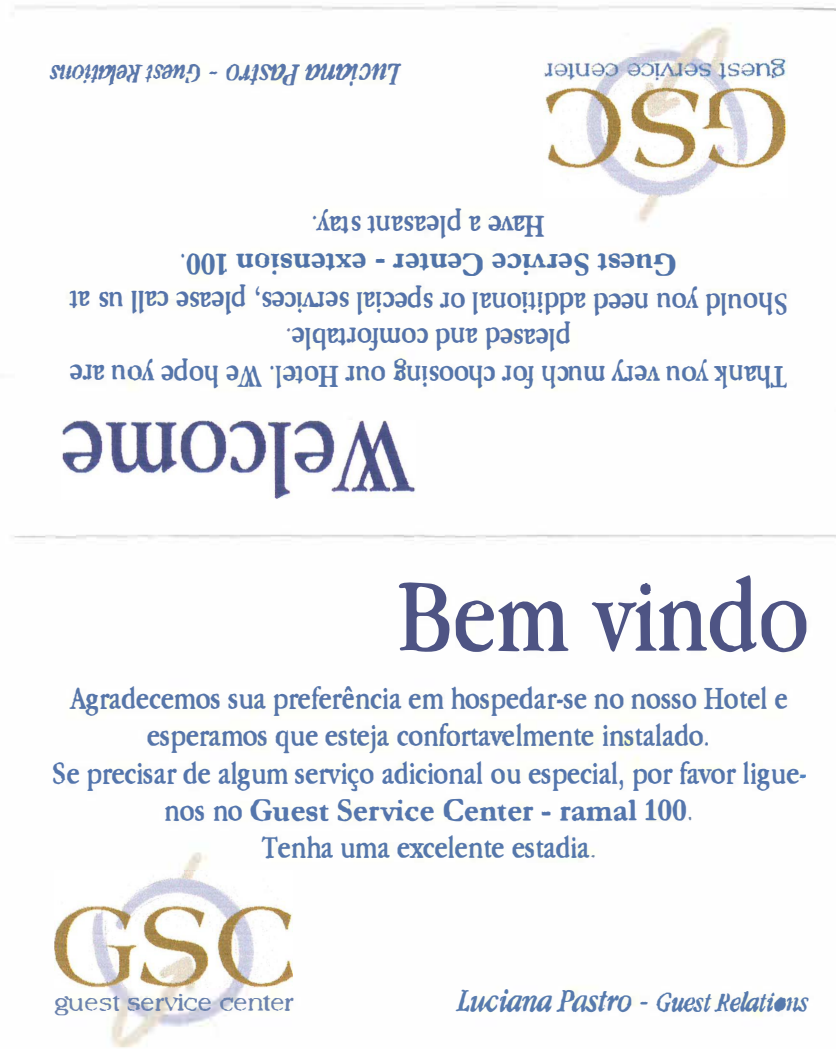 Welcome
Thank you very much for choosing our Hotel. We hope you are
pleased and comfortable.
Should you need additional or special services, please call us at
Guest Service Center - extension 100.
Have a pleasant stay.
GSC
guest service center
Luciana Pastro - Guest Relations
Bem vindo
Agradecemos sua preferência em hospedar-se no nosso Hotel e
esperamos que esteja confortavelmente instalado.
Se precisar de algum serviço adicional ou especial, por favor ligue-
nos no Guest Service Center - ramal 100.
Tenha uma excelente estadia.
GSC
guest service center
Luciana Pastro - Guest Relations